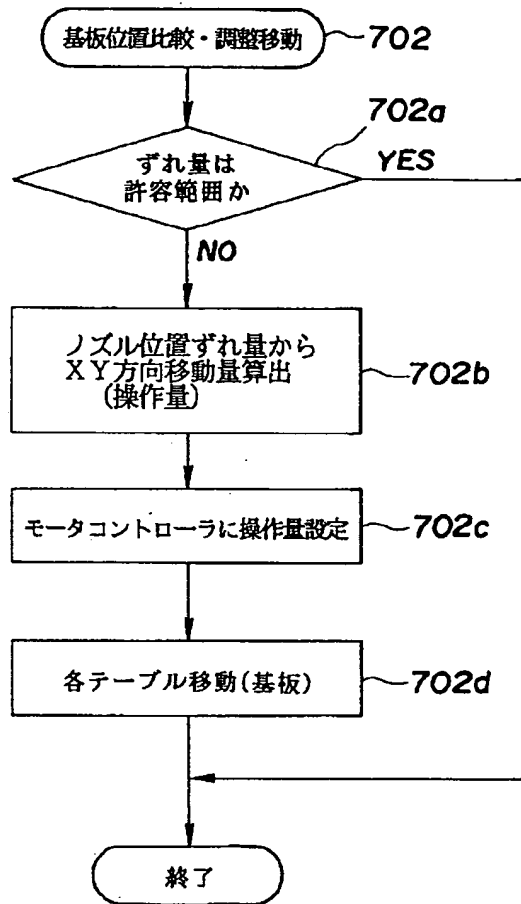 基板位置比較・調整移動
702
702a
ずれ量は
許容範囲か
YES
NO
ノズル位置ずれ量から
XY方向移動量算出
(操作量)
702b
モータコントローラに操作量設定
702c
各テーブル移動(基板)
702d
終了